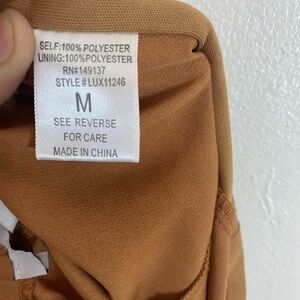 SELF:100% POLYESTER
LINING:100%POLYESTER
RN#149137
STYLE#LUX11246
M
SEE REVERSE
FOR CARE
MADE IN CHINA